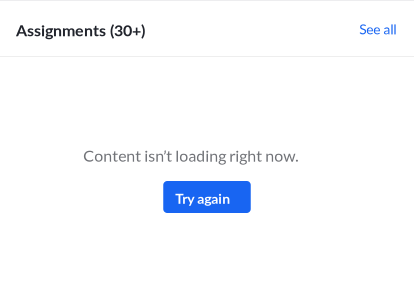 Assignments (30+)
See all
Content isn't loading right now.
Try again